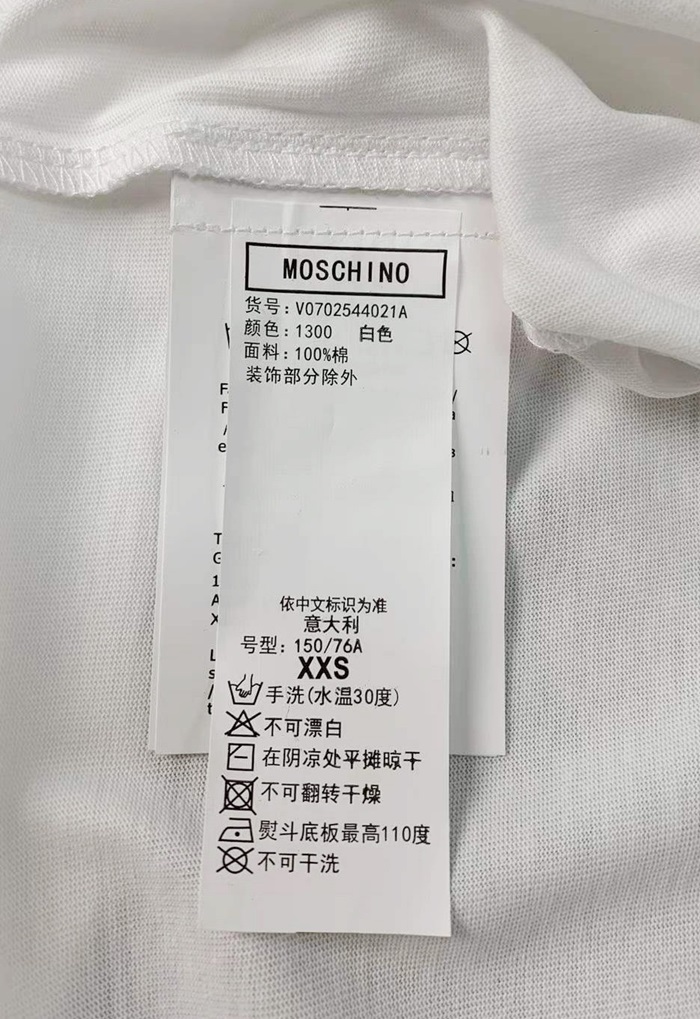 MOSCHINO
货号:V0702544021A
颜色:1300 白色
面料:100%棉
装饰部分除外
依中文标识为准
意大利
号型:150/76A
XXS
手洗(水温30度)
不可漂白
在阴凉处平摊晾干
不可翻转干燥
熨斗底板最高110度
不可干洗